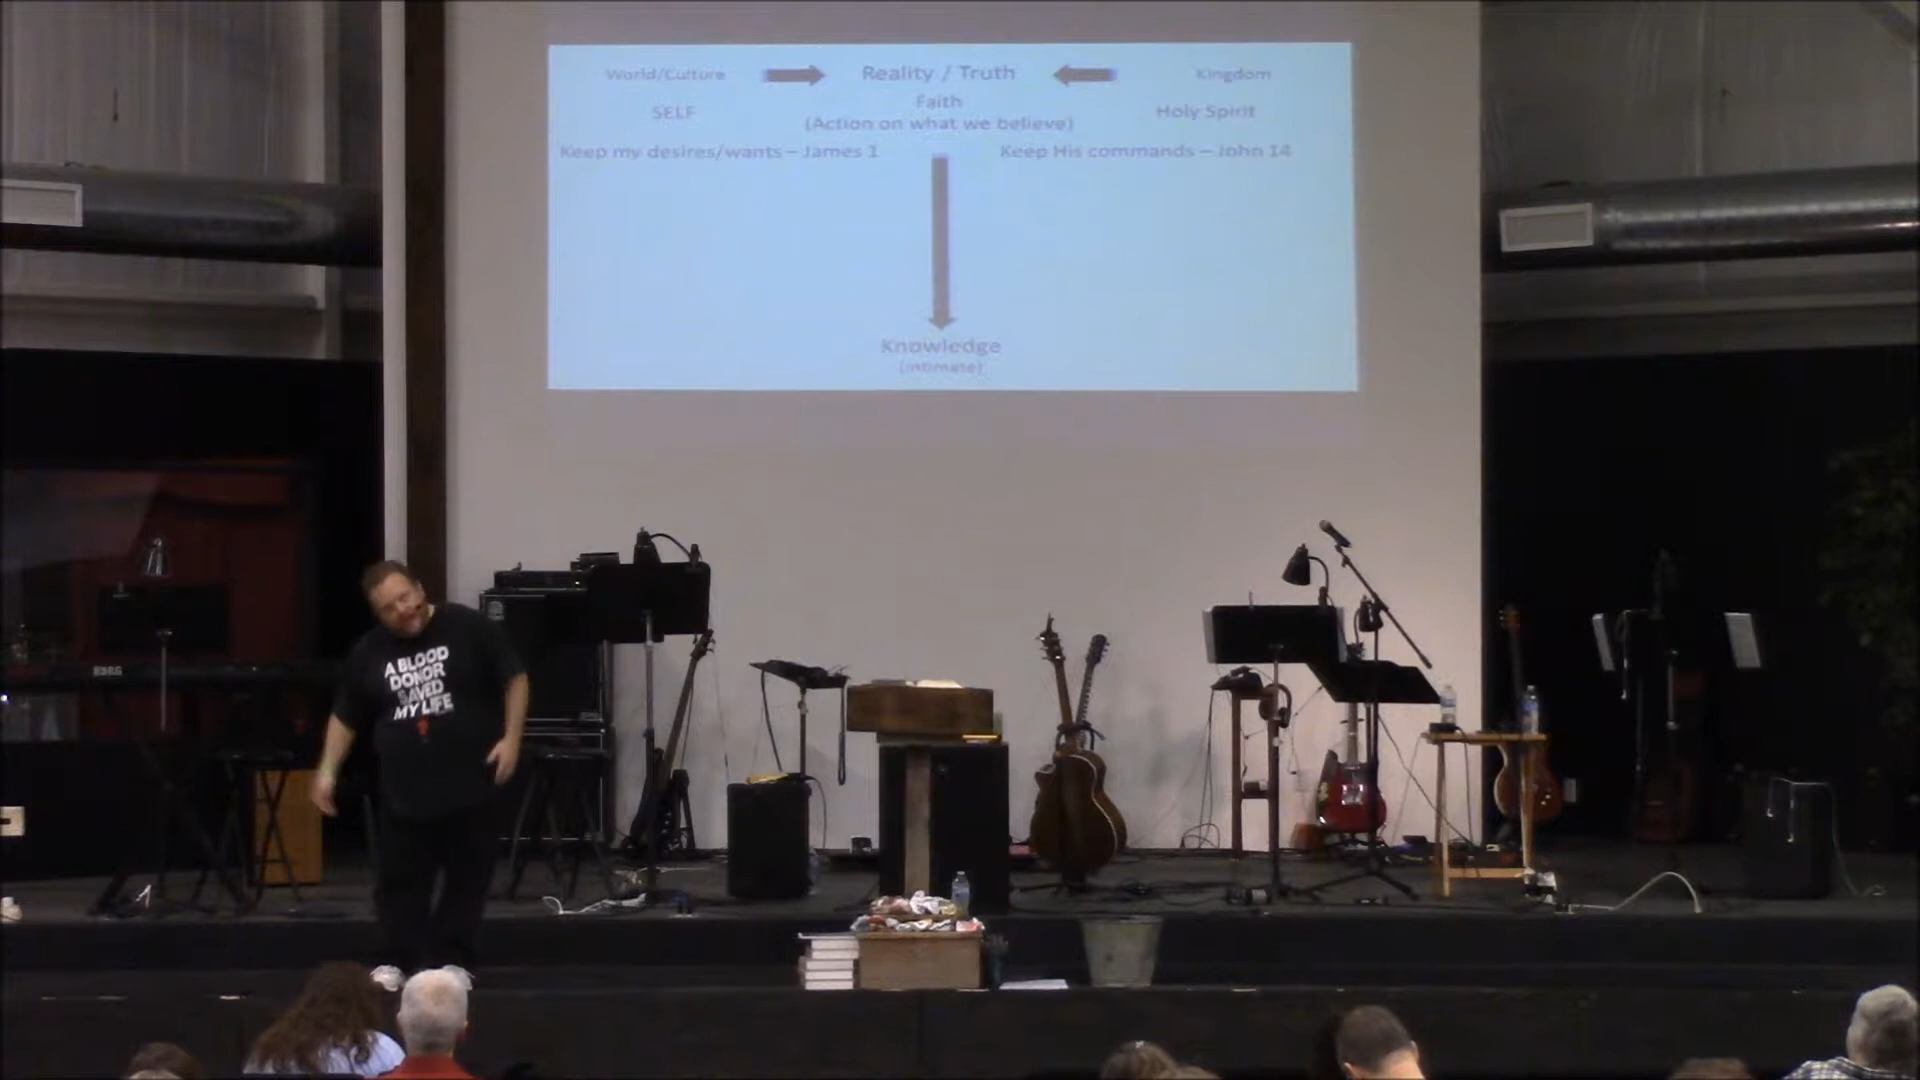 World/Culture Reality / Truth Kingdom
SELF Faith Holy Spirit
(Action on what we believe)
Keep my desires/wants – James 1 Keep His commands – John 14
Knowledge
(intimate)
A BLOOD
DONOR
SAVED
MY LIFE
KORG